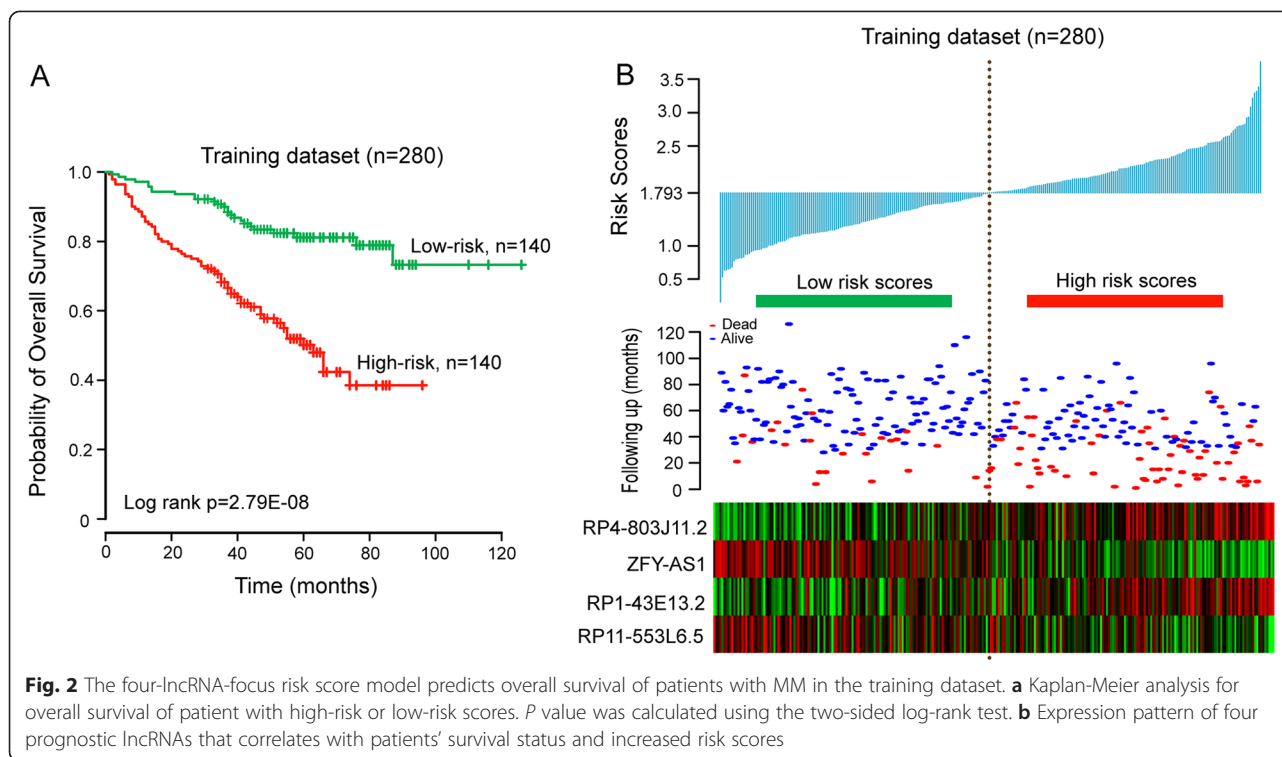 A
Training dataset (n=280)
Probability of Overall Survival
1.0
0.8
0.6
0.4
0.2
0
Low-risk, n=140
High-risk, n=140
Log rank p=2.79E-08
0 20 40 60 80 100 120
Time (months)
Training dataset (n=280)
B
Risk Scores
3.5
3.0
2.5
1.793
1.0
0.5
Low risk scores
High risk scores
Dead
Alive
Following up (months)
120
100
80
60
40
20
0
RP4-803J11.2
ZFY-AS1
RP1-43E13.2
RP11-553L6.5
Fig. 2 The four-lncRNA-focus risk score model predicts overall survival of patients with MM in the training dataset. a Kaplan-Meier analysis for
overall survival of patient with high-risk or low-risk scores. P value was calculated using the two-sided log-rank test. b Expression pattern of four
prognostic lncRNAs that correlates with patients' survival status and increased risk scores